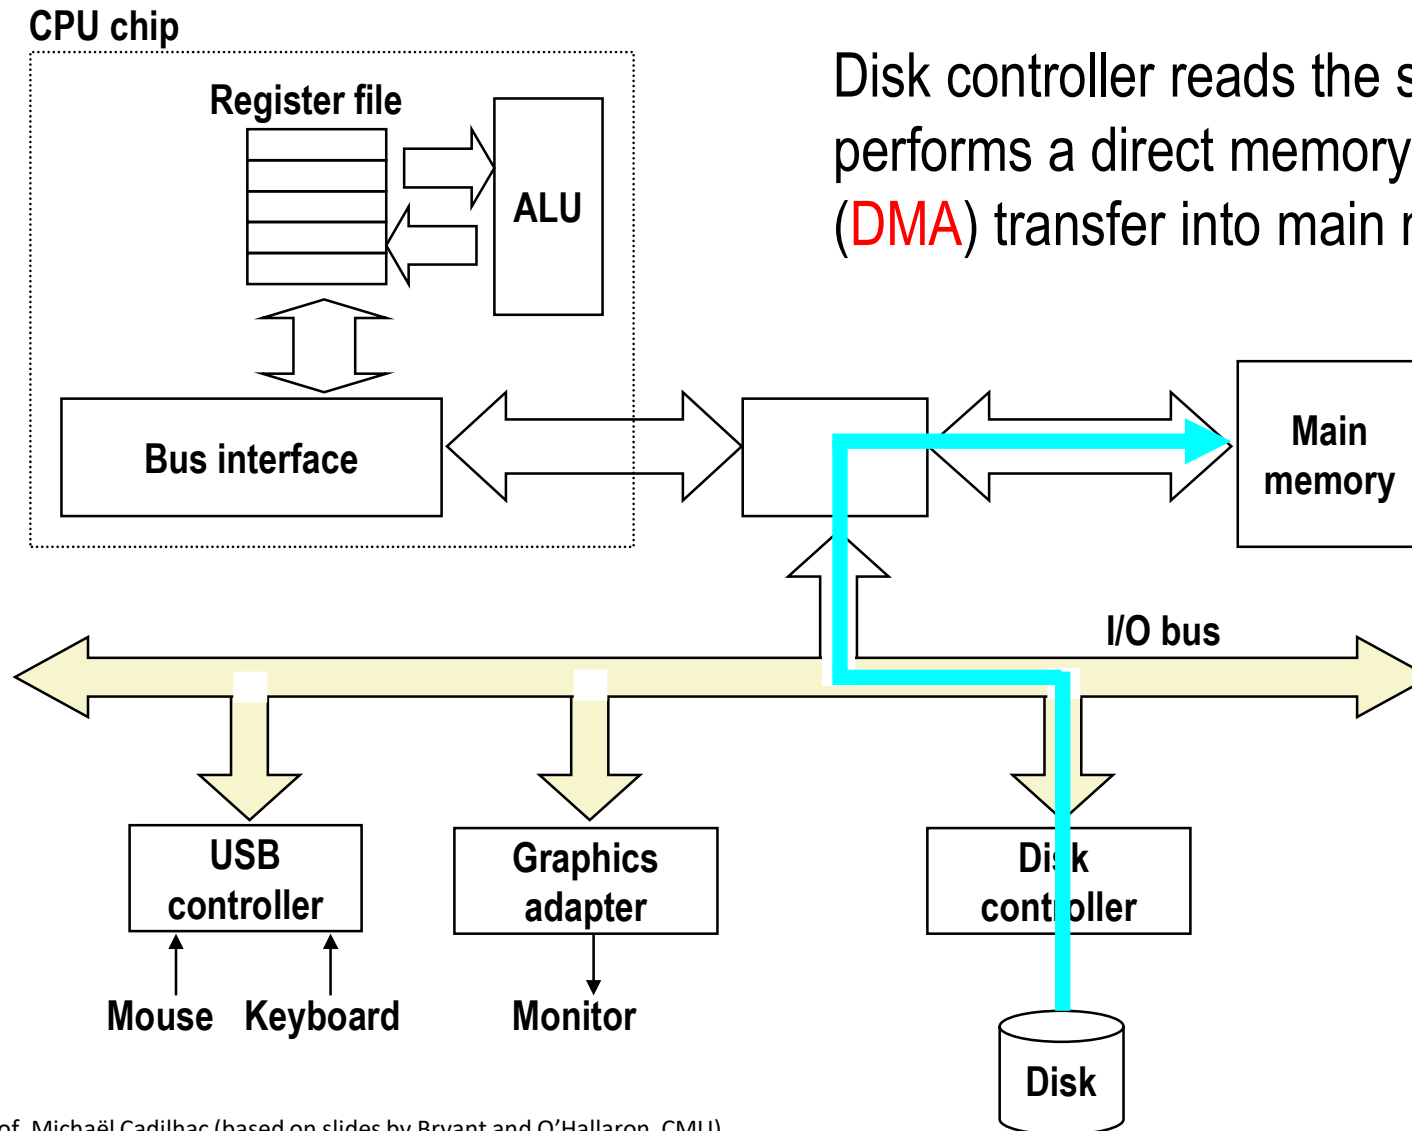 CPU chip
Register file
ALU
Disk controller reads the
performs a direct memory
(DMA) transfer into main
Bus interface
Main
memory
I/O bus
USB
controller
Graphics
adapter
Disk
controller
Mouse
Keyboard
Monitor
Disk
Michaël Cadilhac (based on slides by Bryant and O'Hallaron, CMU)